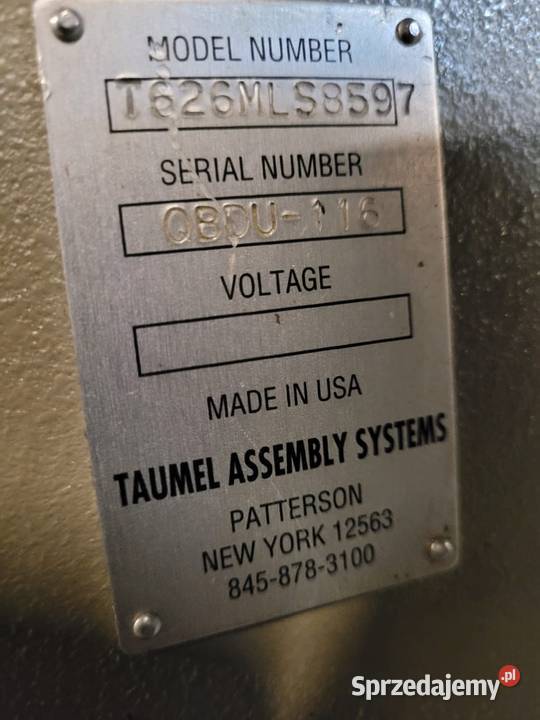 MODEL NUMBER
T626MLS8597
SERIAL NUMBER
QBDU-116
VOLTAGE
MADE IN USA
TAUMEL ASSEMBLY SYSTEMS
PATTERSON
NEW YORK 12563
845-878-3100
Sprzedajemy.pl